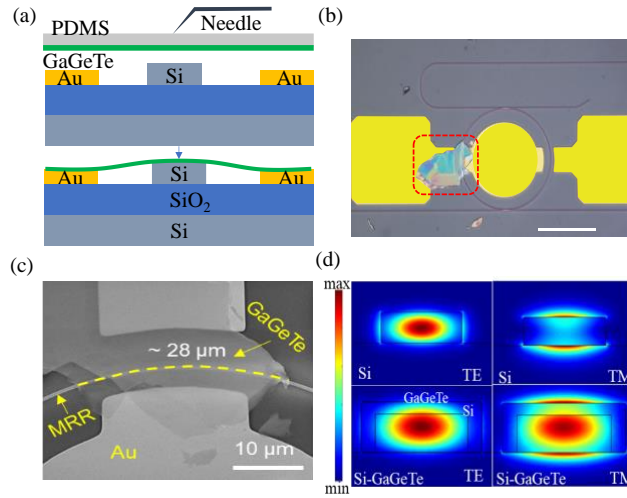 (a)
Needle
PDMS
GaGeTe
Au
Si
Au
Au
Si
Au
SiO2
Si
(b)
(c)
GaGeTe
~ 28 μm
MRR
Au
10 μm
(d)
max
min
Si
TE
Si
TM
GaGeTe
Si
Si-GaGeTe
TE
Si-GaGeTe
TM